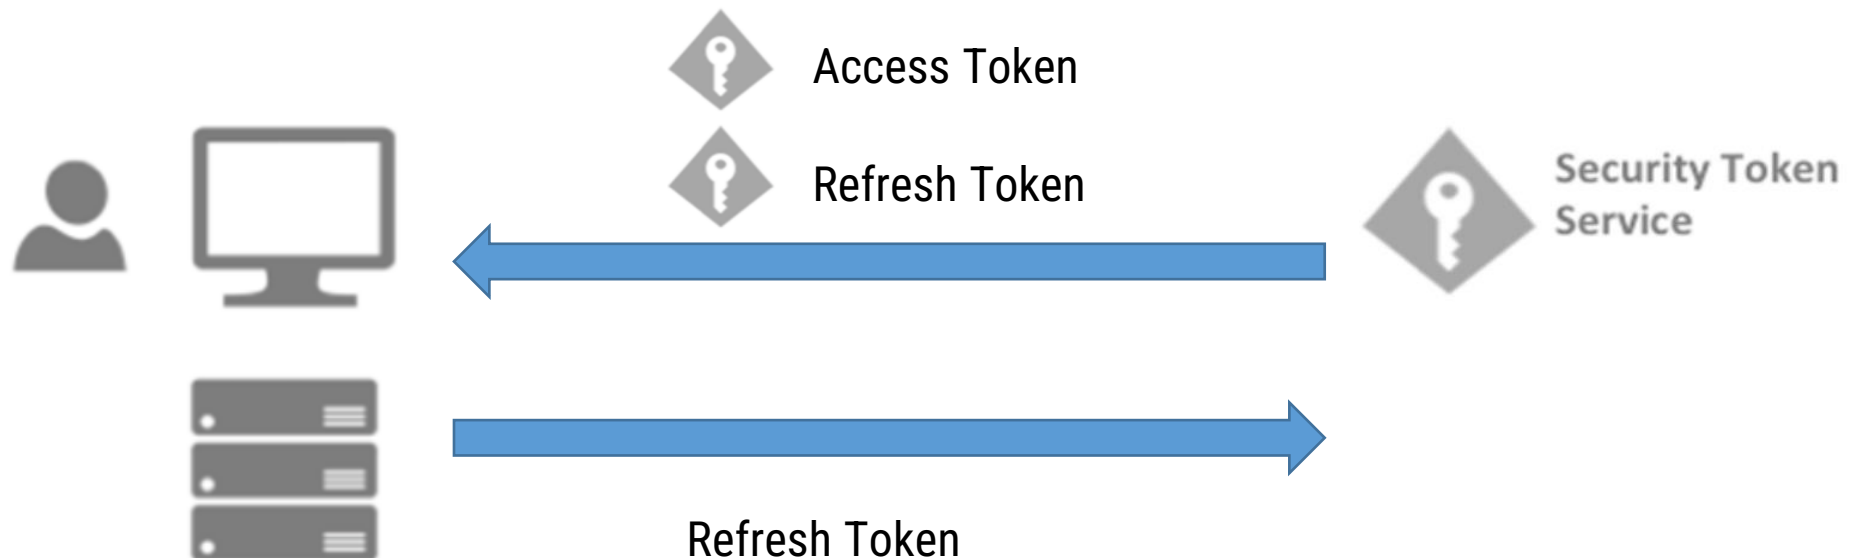 Access Token
Refresh Token
Security Token
Service
Refresh Token